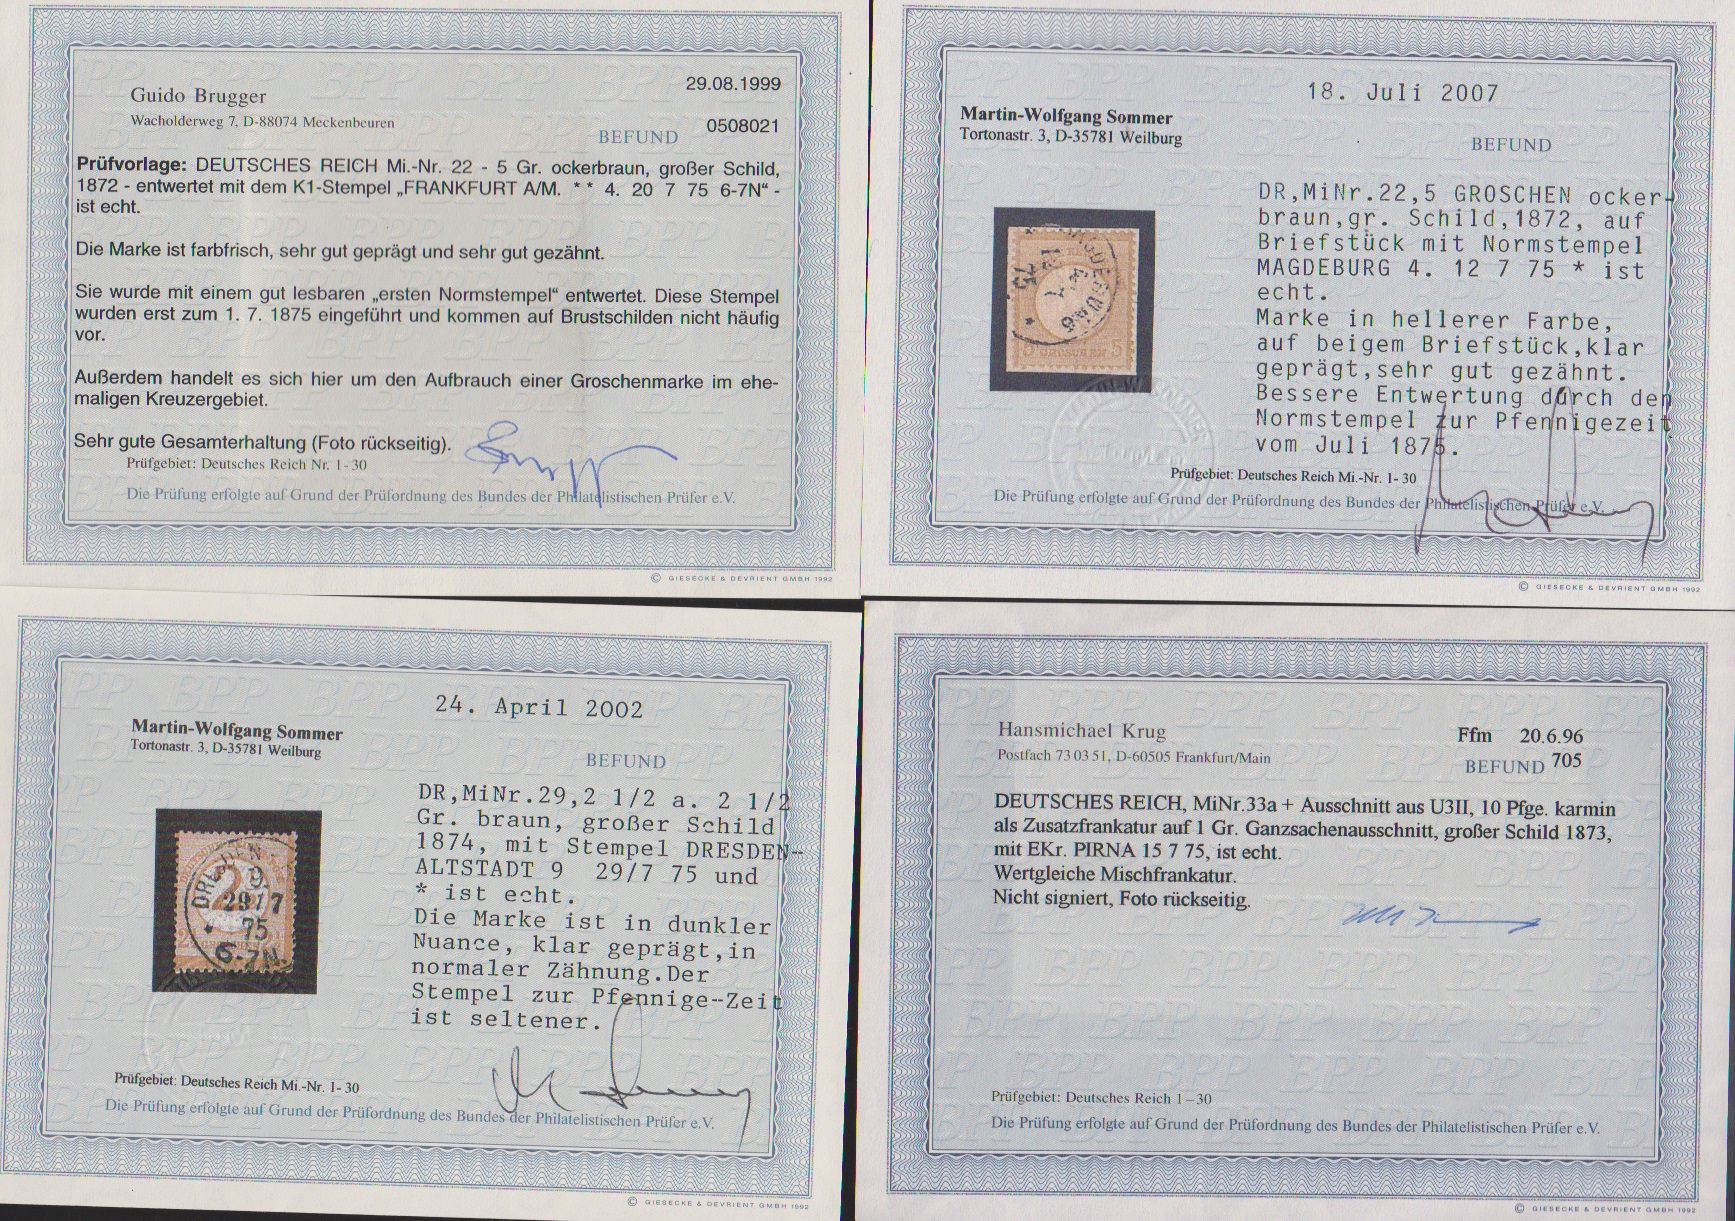 29.08.1999
Guido Brugger
Wacholderweg 7, D-88074 Meckenbeuren
BEFUND 0508021
Prüfvorlage: DEUTSCHES REICH Mi.-Nr. 22 - 5 Gr. ockerbraun, großer Schild,
1872 - entwertet mit dem K1-Stempel „FRANKFURT A/M. * * 4. 20 7 75 6-7N“ -
ist echt.
Die Marke ist farbfrisch, sehr gut geprägt und sehr gut gezähnt.
Sie wurde mit einem gut lesbaren „ersten Normstempel“ entwertet. Diese Stempel
wurden erst zum 1. 7. 1875 eingeführt und kommen auf Brustschilden nicht häufig
vor.
Außerdem handelt es sich hier um den Aufbrauch einer Groschenmarke im ehe-
maligen Kreuzergebiet.
Sehr gute Gesamterhaltung (Foto rückseitig).
Prüfgebiet: Deutsches Reich Nr. 1-30
Die Prüfung erfolgte auf Grund der Prüfordnung des Bundes der Philatelistischen Prüfer e.V.
© GIESECKE & DEVRIENT GMBH 1992
18. Juli 2007
Martin-Wolfgang Sommer
Tortonastr. 3, D-35781 Weilburg
BEFUND
DR,MiNr.22,5 GROSCHEN ocker-
braun,gr. Schild,1872, auf
Briefstück mit Normstempel
MAGDEBURG 4. 12 7 75 * ist
echt.
Marke in hellerer Farbe,
auf beigem Briefstück,klar
geprägt,sehr gut gezähnt.
Bessere Entwertung durch den
Normstempel zur Pfennigezeit
vom Juli 1875.
Prüfgebiet: Deutsches Reich Mi.-Nr. 1-30
Die Prüfung erfolgte auf Grund der Prüfordnung des Bundes der Philatelistischen Prüfer e.V.
© GIESECKE & DEVRIENT GMBH 1992
24. April 2002
Martin-Wolfgang Sommer
Tortonastr. 3, D-35781 Weilburg
BEFUND
DR,MiNr.29,2 1/2 a. 2 1/2
Gr. braun, großer Schild
1874, mit Stempel DRESDEN-
ALTSTADT 9 29/7 75 und
* ist echt.
Die Marke ist in dunkler
Nuance, klar geprägt,in
normaler Zähnung.Der
Stempel zur Pfennige-Zeit
ist seltener.
9
29/7
75
6-7N.
Prüfgebiet: Deutsches Reich Mi.-Nr. 1-30
Die Prüfung erfolgte auf Grund der Prüfordnung des Bundes der Philatelistischen Prüfer e.V.
© GIESECKE & DEVRIENT GMBH 1992
Hansmichael Krug
Ffm 20.6.96
Postfach 73 03 51, D-60505 Frankfurt/Main
BEFUND 705
DEUTSCHES REICH, MiNr.33a + Ausschnitt aus U3II, 10 Pfge. karmin
als Zusatzfrankatur auf 1 Gr. Ganzsachenausschnitt, großer Schild 1873,
mit EKr. PIRNA 15 7 75, ist echt.
Wertgleiche Mischfrankatur.
Nicht signiert, Foto rückseitig.
Prüfgebiet: Deutsches Reich 1-30
Die Prüfung erfolgte auf Grund der Prüfordnung des Bundes der Philatelistischen Prüfer e.V.
© GIESECKE & DEVRIENT GMBH 1992